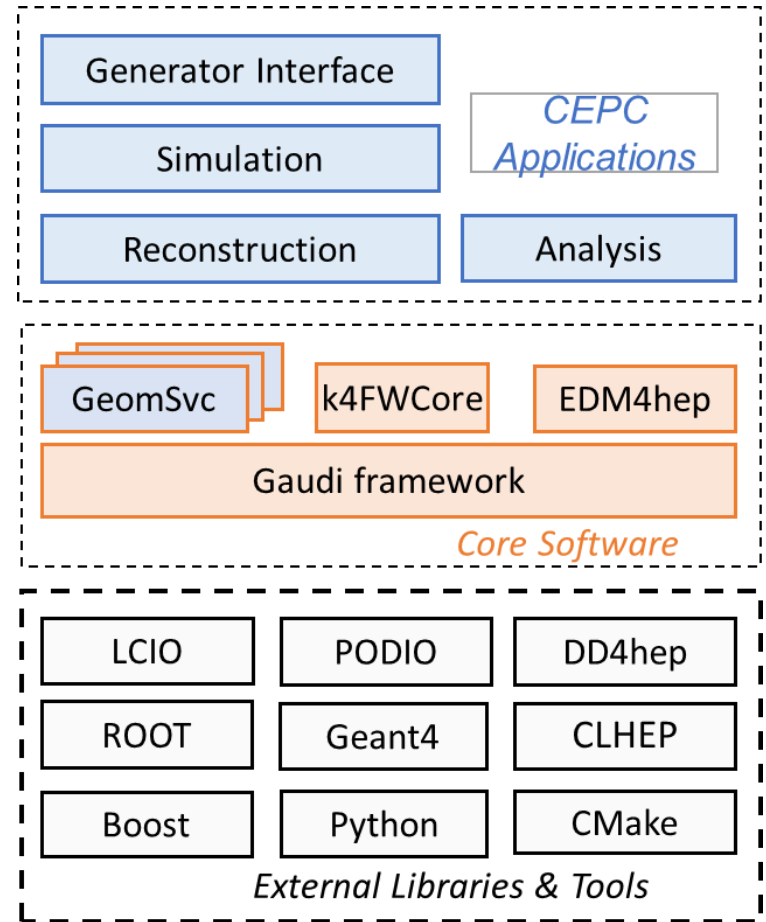 Generator Interface
CEPC
Applications
Simulation
Reconstruction
Analysis
GeomSvc
k4FWCore
EDM4hep
Gaudi framework
Core Software
LCIO
PODIO
DD4hep
ROOT
Geant4
CLHEP
Boost
Python
CMake
External Libraries & Tools